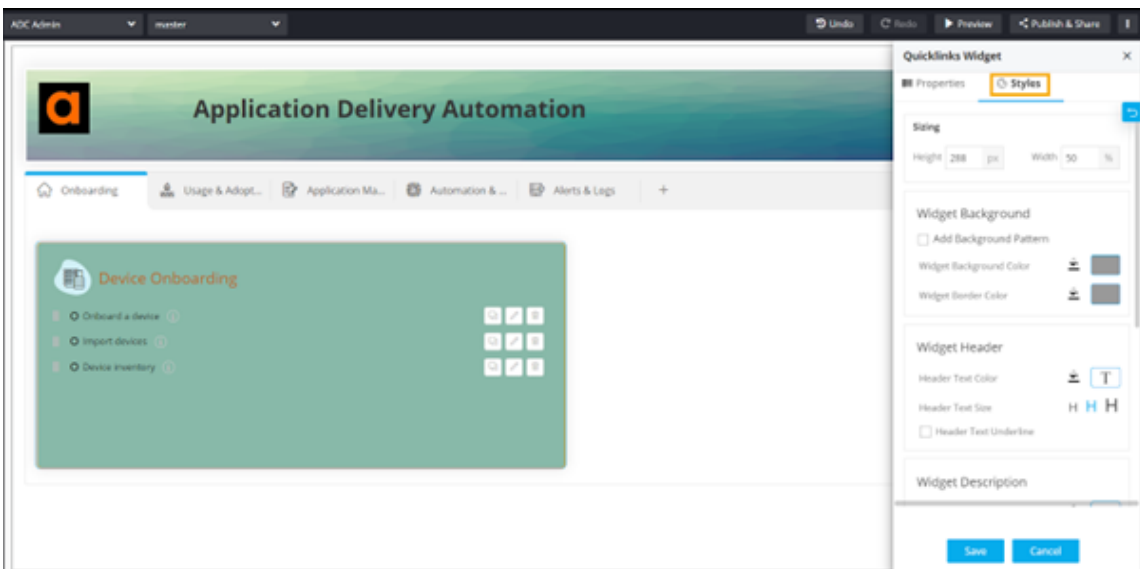 ADC Admin master Undo Redo Preview Publish & Share
Quicklinks Widget
Properties Styles
a Application Delivery Automation
Sizing
Height 288 px Width 50 %
Onboarding Usage & Adopt... Application Ma... Automation & ... Alerts & Logs +
Widget Background
Add Background Pattern
Widget Background Color
Widget Border Color
Device Onboarding
Onboard a device
Import devices
Device inventory
Widget Header
Header Text Color T
Header Text Size H H H
Header Text Underline
Widget Description
Save Cancel